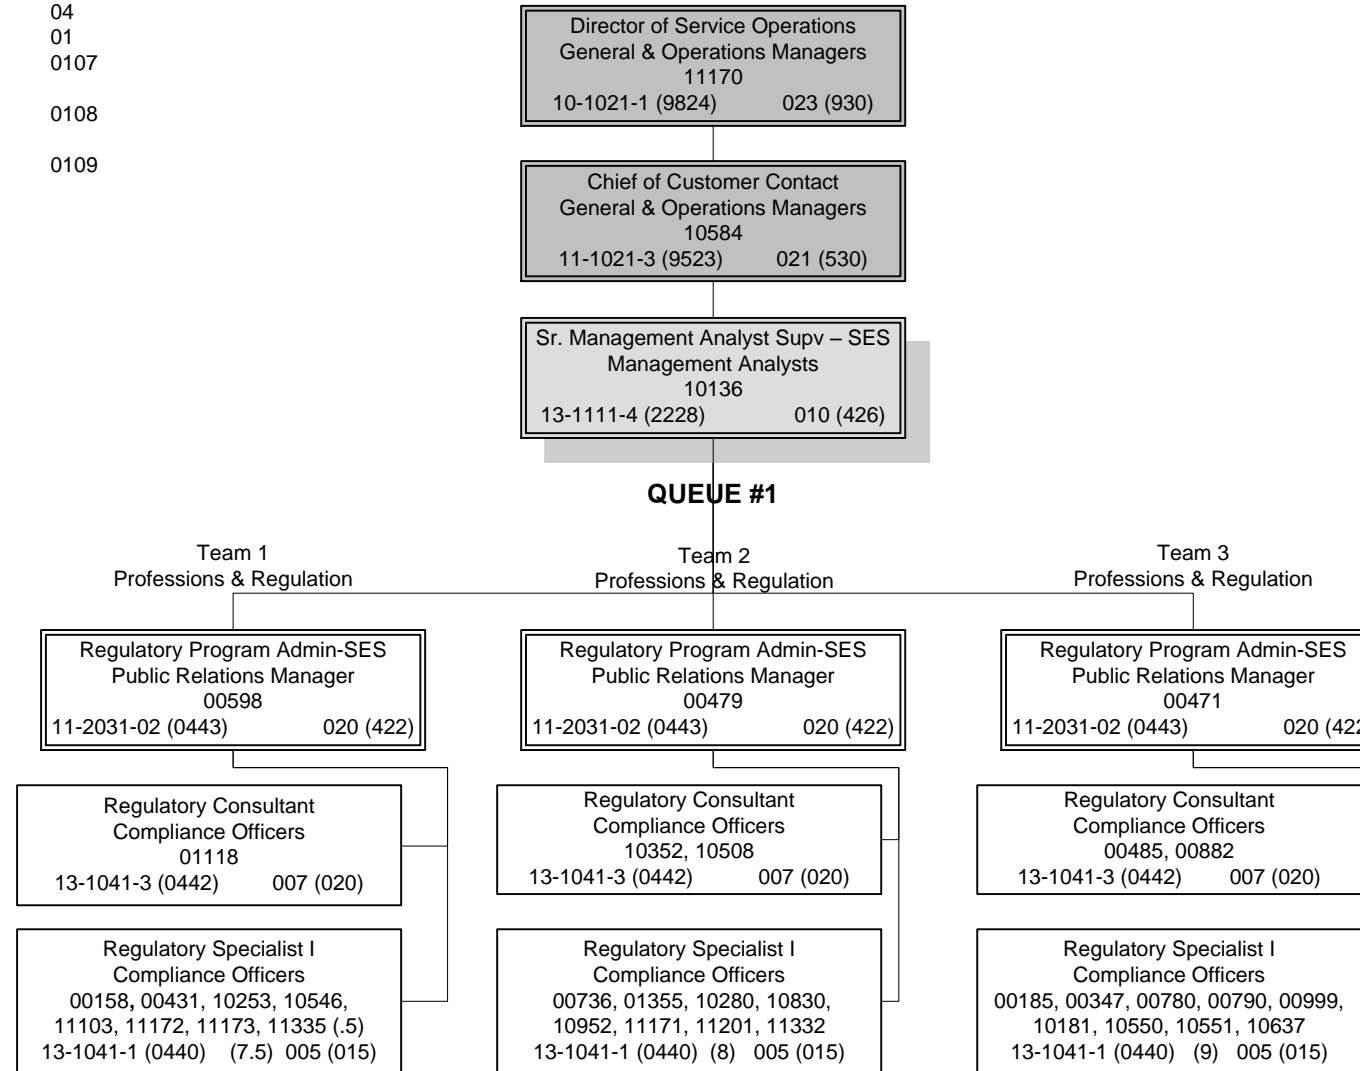 04
01
0107
0108
0109
Director of Service Operations
General & Operations Managers
11170
10-1021-1 (9824) 023 (930)
Chief of Customer Contact
General & Operations Managers
10584
11-1021-3 (9523) 021 (530)
Sr. Management Analyst Supv – SES
Management Analysts
10136
13-1111-4 (2228) 010 (426)
QUEUE #1
Team 1
Professions & Regulation
Team 2
Professions & Regulation
Team 3
Professions & Regulation
Regulatory Program Admin-SES
Public Relations Manager
00598
11-2031-02 (0443) 020 (422)
Regulatory Program Admin-SES
Public Relations Manager
00479
11-2031-02 (0443) 020 (422)
Regulatory Program Admin-SES
Public Relations Manager
00471
11-2031-02 (0443) 020 (422
Regulatory Consultant
Compliance Officers
01118
13-1041-3 (0442) 007 (020)
Regulatory Consultant
Compliance Officers
10352, 10508
13-1041-3 (0442) 007 (020)
Regulatory Consultant
Compliance Officers
00485, 00882
13-1041-3 (0442) 007 (020)
Regulatory Specialist I
Compliance Officers
00158, 00431, 10253, 10546,
11103, 11172, 11173, 11335 (.5)
13-1041-1 (0440) (7.5) 005 (015)
Regulatory Specialist I
Compliance Officers
00736, 01355, 10280, 10830,
10952, 11171, 11201, 11332
13-1041-1 (0440) (8) 005 (015)
Regulatory Specialist I
Compliance Officers
00185, 00347, 00780, 00790, 00999,
10181, 10550, 10551, 10637
13-1041-1 (0440) (9) 005 (015)